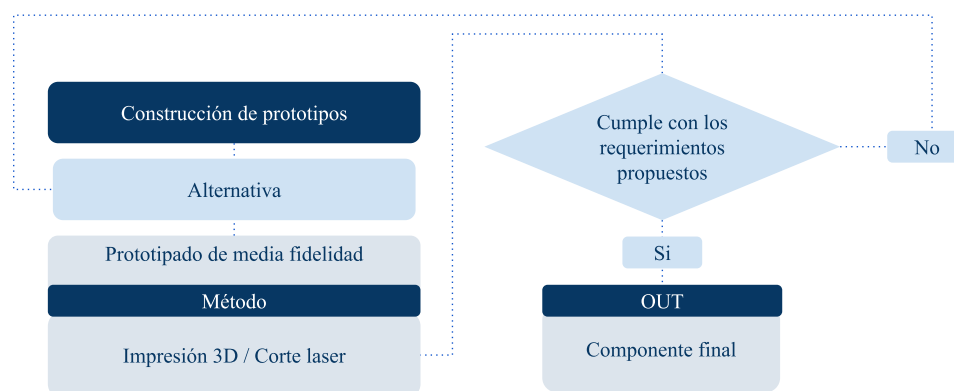 Construcción de prototipos
Alternativa
Prototipado de media fidelidad
Método
Impresión 3D / Corte laser
Cumple con los
requerimientos
propuestos
No
Si
OUT
Componente final